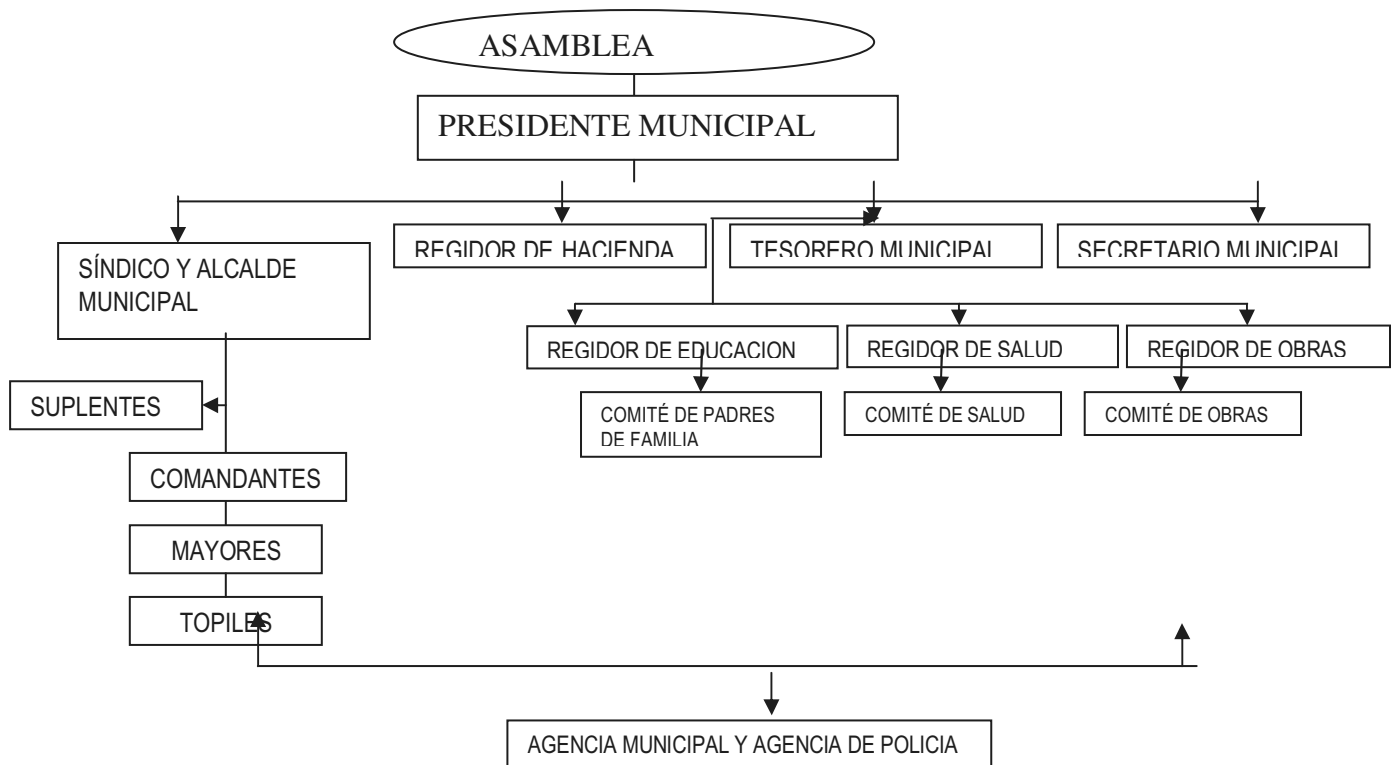 ASAMBLEA
PRESIDENTE MUNICIPAL
REGIDOR DE HACIENDA
TESORERO MUNICIPAL
SECRETARIO MUNICIPAL
SÍNDICO Y ALCALDE
MUNICIPAL
REGIDOR DE EDUCACION
REGIDOR DE SALUD
REGIDOR DE OBRAS
SUPLENTES
COMITÉ DE PADRES
DE FAMILIA
COMITÉ DE SALUD
COMITÉ DE OBRAS
COMANDANTES
MAYORES
TOPILES
AGENCIA MUNICIPAL Y AGENCIA DE POLICIA